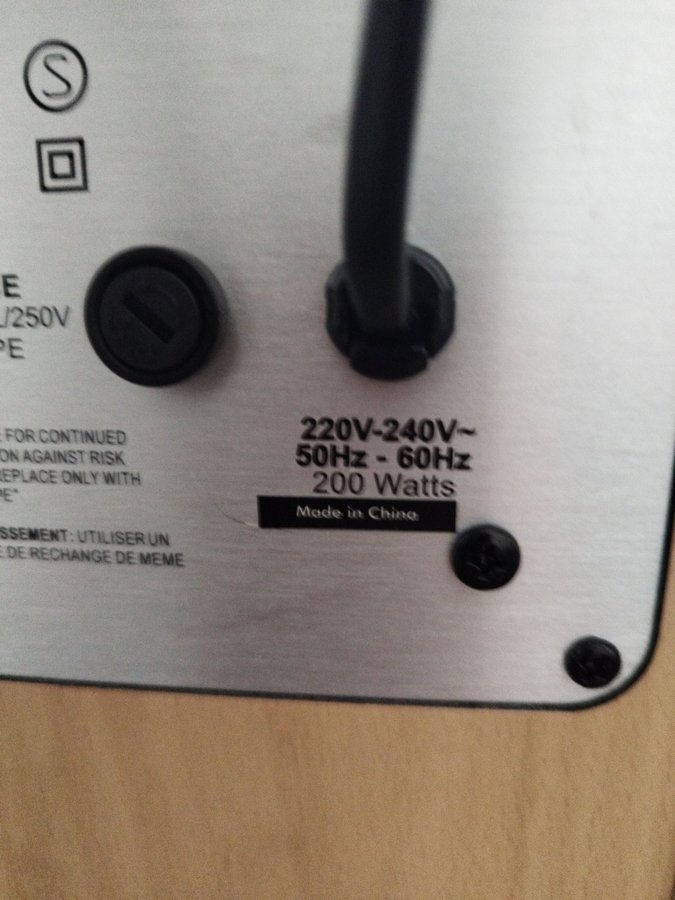 S
E
/250V
PE
220V-240V~
50Hz - 60Hz
200 Watts
Made in China
FOR CONTINUED
ON AGAINST RISK
REPLACE ONLY WITH
PE"
SSEMENT: UTILISER UN
E DE RECHANGE DE MEME